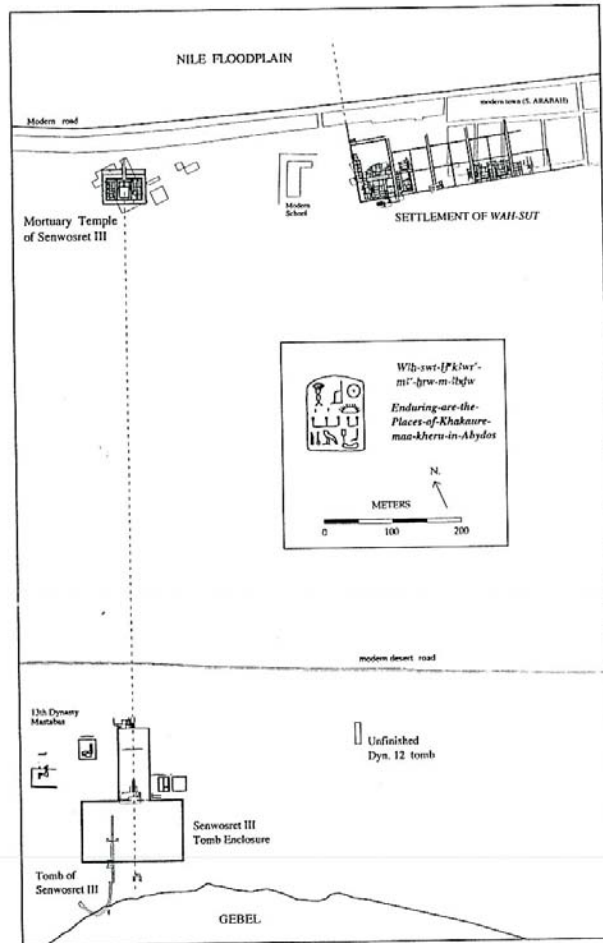 NILE FLOODPLAIN
modern town (S. ARABAH)
Modern road
Modern
School
Mortuary Temple
of Senwosret III
SETTLEMENT OF WAH-SUT
Enduring-are-the-
Places-of-Khakaure-
maa-kheru-in-Abydos
N.
METERS
0 100 200
modern desert road
13th Dynasty
Mastabas
Unfinished
Dyn. 12 tomb
Senwosret III
Tomb Enclosure
Tomb of
Senwosret III
GEBEL